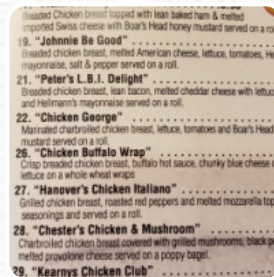 Breaded Chicken breast topped with lean baked ham & melted
imported Swiss cheese with Boar's Head honey mustard served on a
19. "Johnnie Be Good"
Breaded chicken breast, melted American cheese, lettuce, tomatoes,
mayonnaise, salt & pepper served on a roll.
21. "Peter's L.B.I. Delight"
Breaded chicken breast, lean bacon, melted cheddar cheese with
and Hellmann's mayonnaise served on a roll.
22. "Chicken George"
Marinated charbroiled chicken breast, lettuce, tomatoes and Boar's Head
mustard served on a roll.
26. "Chicken Buffalo Wrap"
Crisp breaded chicken breast, buffalo hot sauce, chunky blue cheese
lettuce on a whole wheat wraps
27. "Hanover's Chicken Italiano"
Grilled chicken breast, roasted red peppers and melted mozzarella
seasonings and served on a roll.
28. "Chester's Chicken & Mushroom"
Charbroiled chicken breast covered with grilled mushrooms, black
melted provolone cheese served on a poppy bagel.
29. "Kearnys Chicken Club"